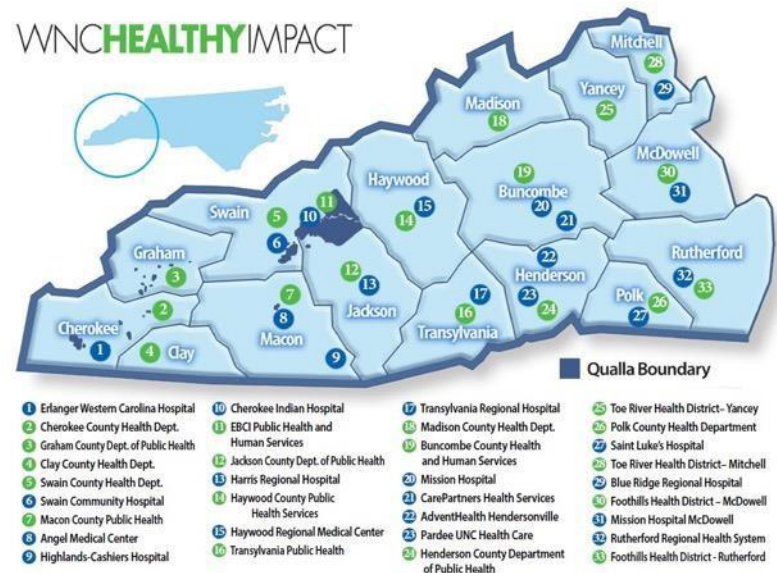 WNCHEALTHYIMPACT
Mitchell
28
29
Yancey
25
Madison
18
McDowell
30
31
19
Buncombe
20
21
Haywood
15
14
11
10
Swain
5
6
Graham
3
2
Cherokee
1
4
Clay
7
8
Macon
9
12
13
Jackson
17
16
Transylvania
22
Henderson
23
24
Rutherford
32
33
Polk
26
27
Qualla Boundary
1 Erlanger Western Carolina Hospital
2 Cherokee County Health Dept.
3 Graham County Dept. of Public Health
4 Clay County Health Dept.
5 Swain County Health Dept.
6 Swain Community Hospital
7 Macon County Public Health
8 Angel Medical Center
9 Highlands-Cashiers Hospital
10 Cherokee Indian Hospital
11 EBCI Public Health and
Human Services
12 Jackson County Dept. of Public Health
13 Harris Regional Hospital
14 Haywood County Public
Health Services
15 Haywood Regional Medical Center
16 Transylvania Public Health
17 Transylvania Regional Hospital
18 Madison County Health Dept.
19 Buncombe County Health
and Human Services
20 Mission Hospital
21 CarePartners Health Services
22 AdventHealth Hendersonville
23 Pardee UNC Health Care
24 Henderson County Department
of Public Health
25 Toe River Health District– Yancey
26 Polk County Health Department
27 Saint Luke's Hospital
28 Toe River Health District– Mitchell
29 Blue Ridge Regional Hospital
30 Foothills Health District – McDowell
31 Mission Hospital McDowell
32 Rutherford Regional Health System
33 Foothills Health District - Rutherford